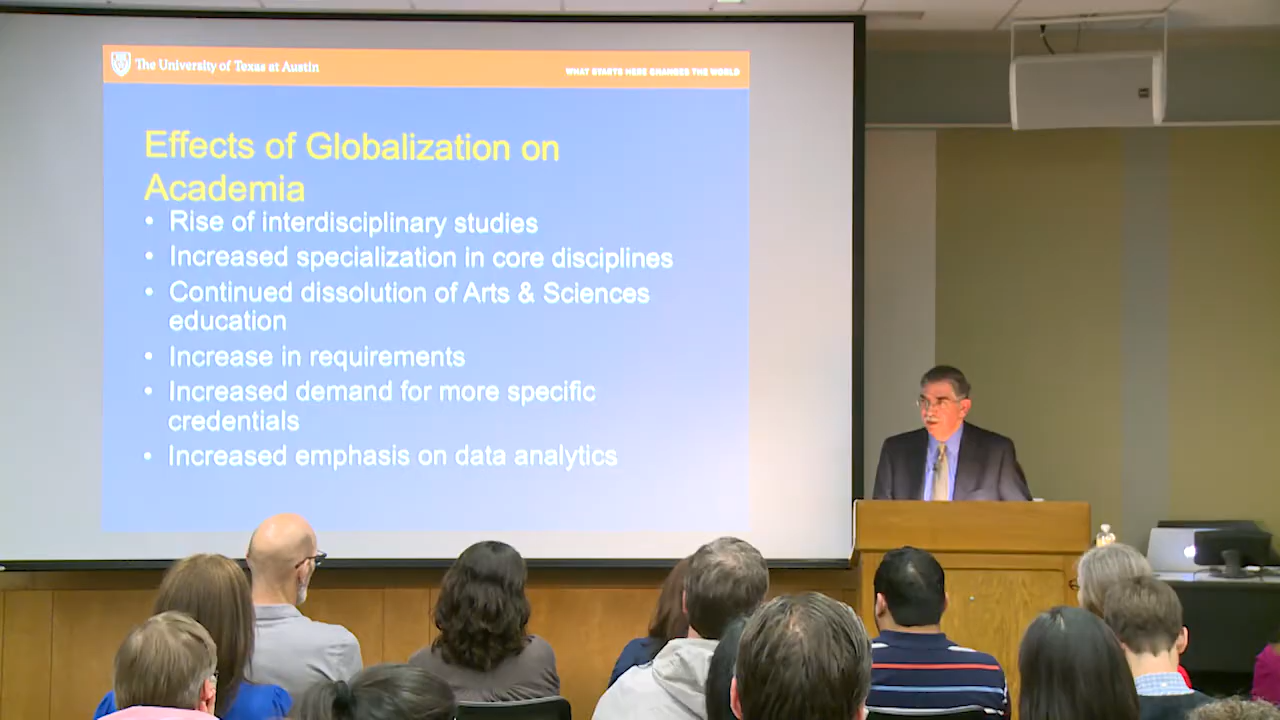 The University of Texas at Austin
WHAT STARTS HERE CHANGES THE WORLD
Effects of Globalization on
Academia
• Rise of interdisciplinary studies
• Increased specialization in core disciplines
• Continued dissolution of Arts & Sciences
education
• Increase in requirements
• Increased demand for more specific
credentials
• Increased emphasis on data analytics